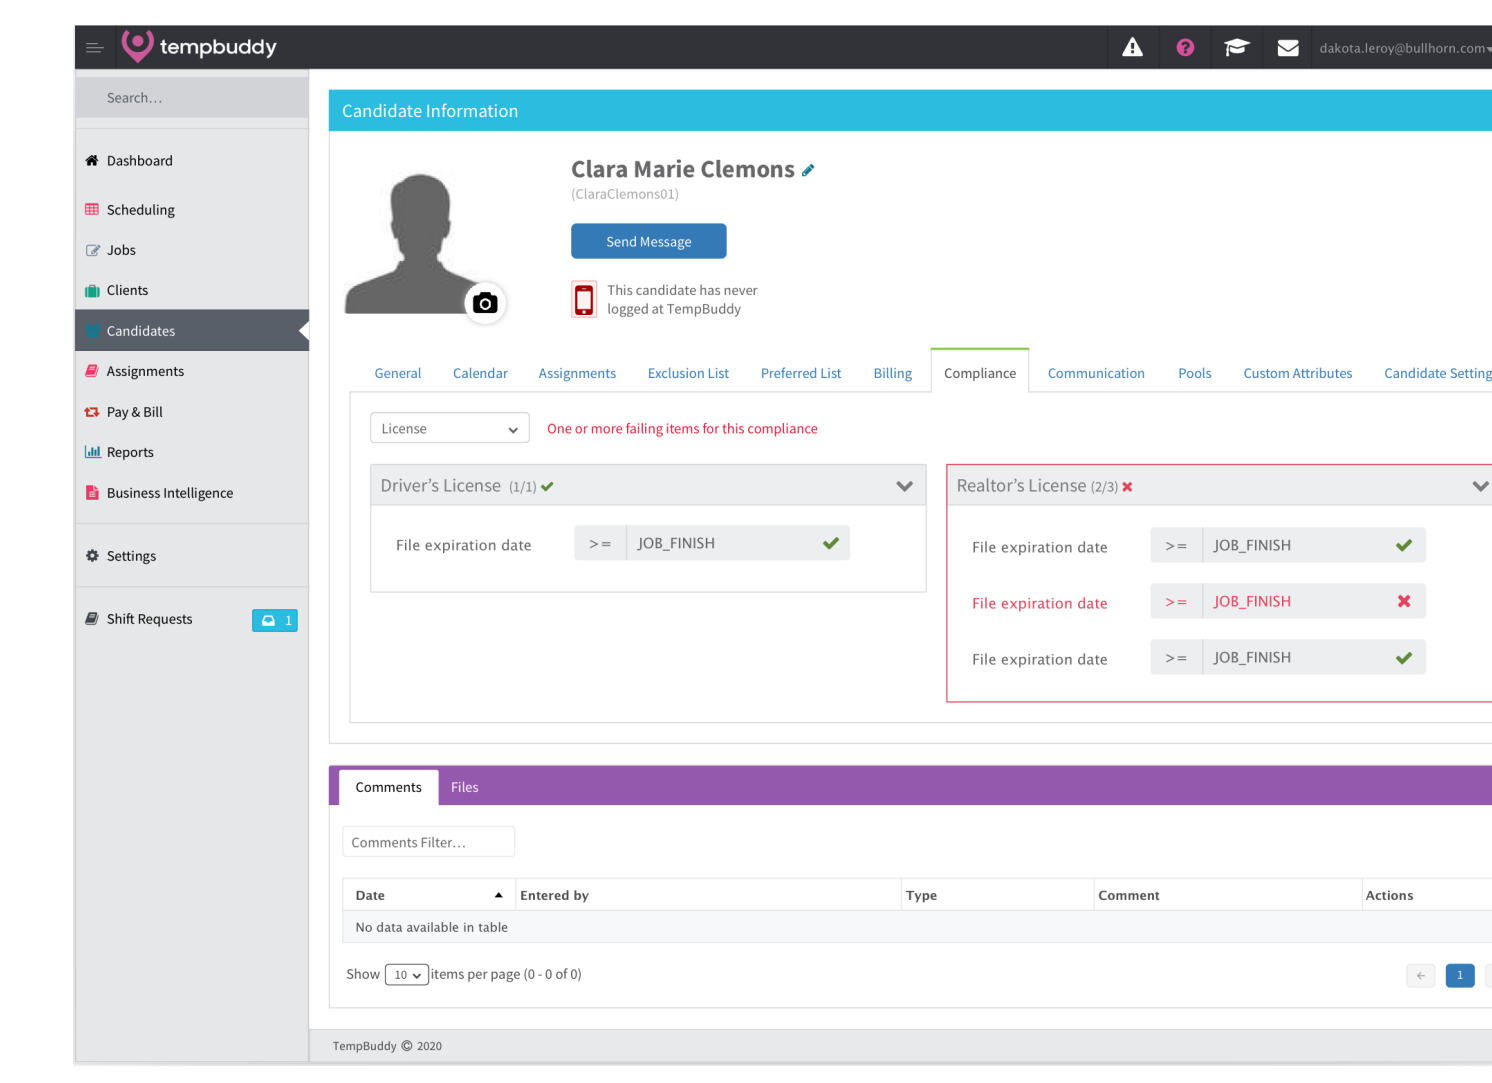 tempbuddy
dakota.leroy@bullhorn.com
Search...
Dashboard
Scheduling
Jobs
Clients
Candidates
Assignments
Pay & Bill
Reports
Business Intelligence
Settings
Shift Requests 1
Candidate Information
Clara Marie Clemons
(ClaraClemons01)
Send Message
This candidate has never
logged at TempBuddy
General Calendar Assignments Exclusion List Preferred List Billing Compliance Communication Pools Custom Attributes Candidate Setting
License One or more failing items for this compliance
Driver's License (1/1)
File expiration date >= JOB_FINISH
Realtor's License (2/3)
File expiration date >= JOB_FINISH
File expiration date >= JOB_FINISH
File expiration date >= JOB_FINISH
Comments Files
Comments Filter...
Date Entered by Type Comment Actions
No data available in table
Show 10 items per page (0 - 0 of 0)
← 1
TempBuddy © 2020